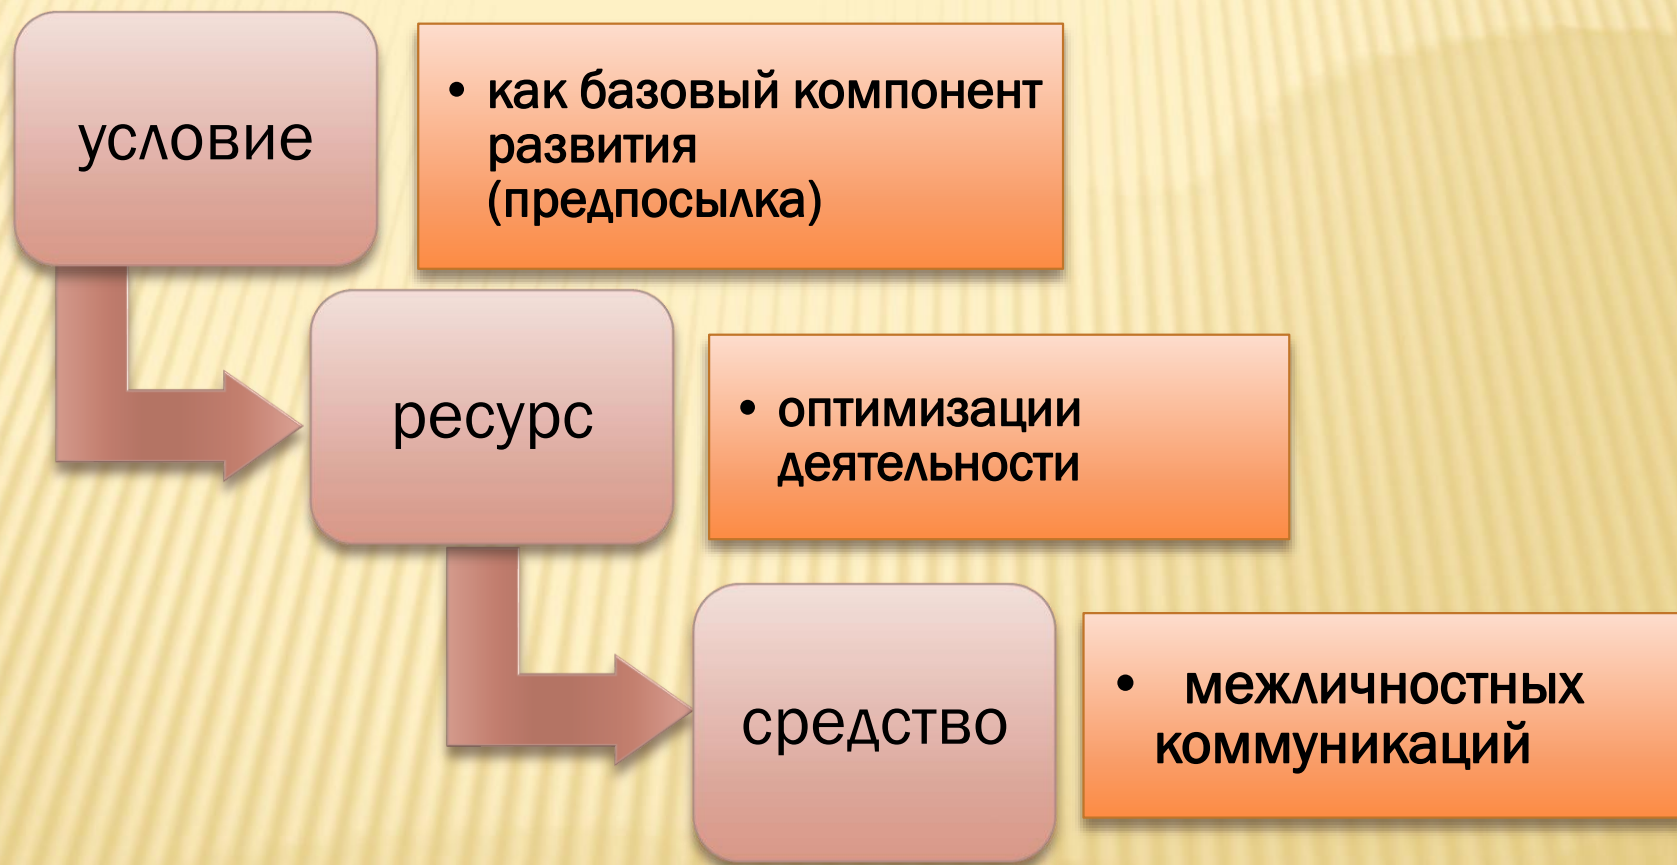 условие
• как базовый компонент
развития
(предпосылка)
ресурс
• оптимизации
деятельности
средство
• межличностных
коммуникаций